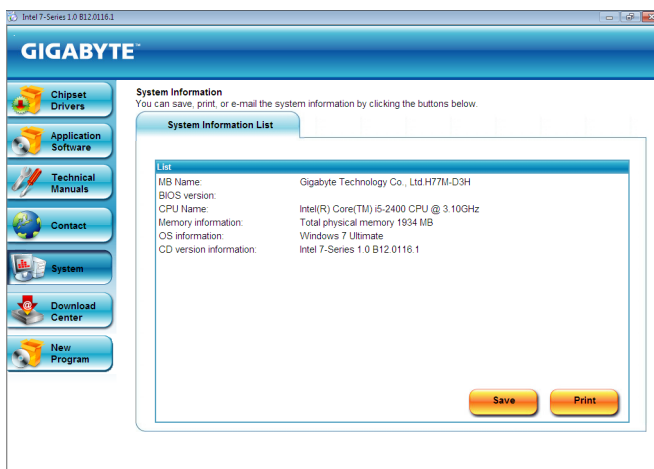 Intel 7-Series 1.0 B12.0116.1
GIGABYTE™
Chipset
Drivers
Application
Software
Technical
Manuals
Contact
System
Download
Center
New
Program
System Information
You can save, print, or e-mail the system information by clicking the buttons below.
System Information List
List
MB Name: Gigabyte Technology Co., Ltd.H77M-D3H
BIOS version:
CPU Name: Intel(R) Core(TM) i5-2400 CPU @ 3.10GHz
Memory information: Total physical memory 1934 MB
OS information: Windows 7 Ultimate
CD version information: Intel 7-Series 1.0 B12.0116.1
Save
Print